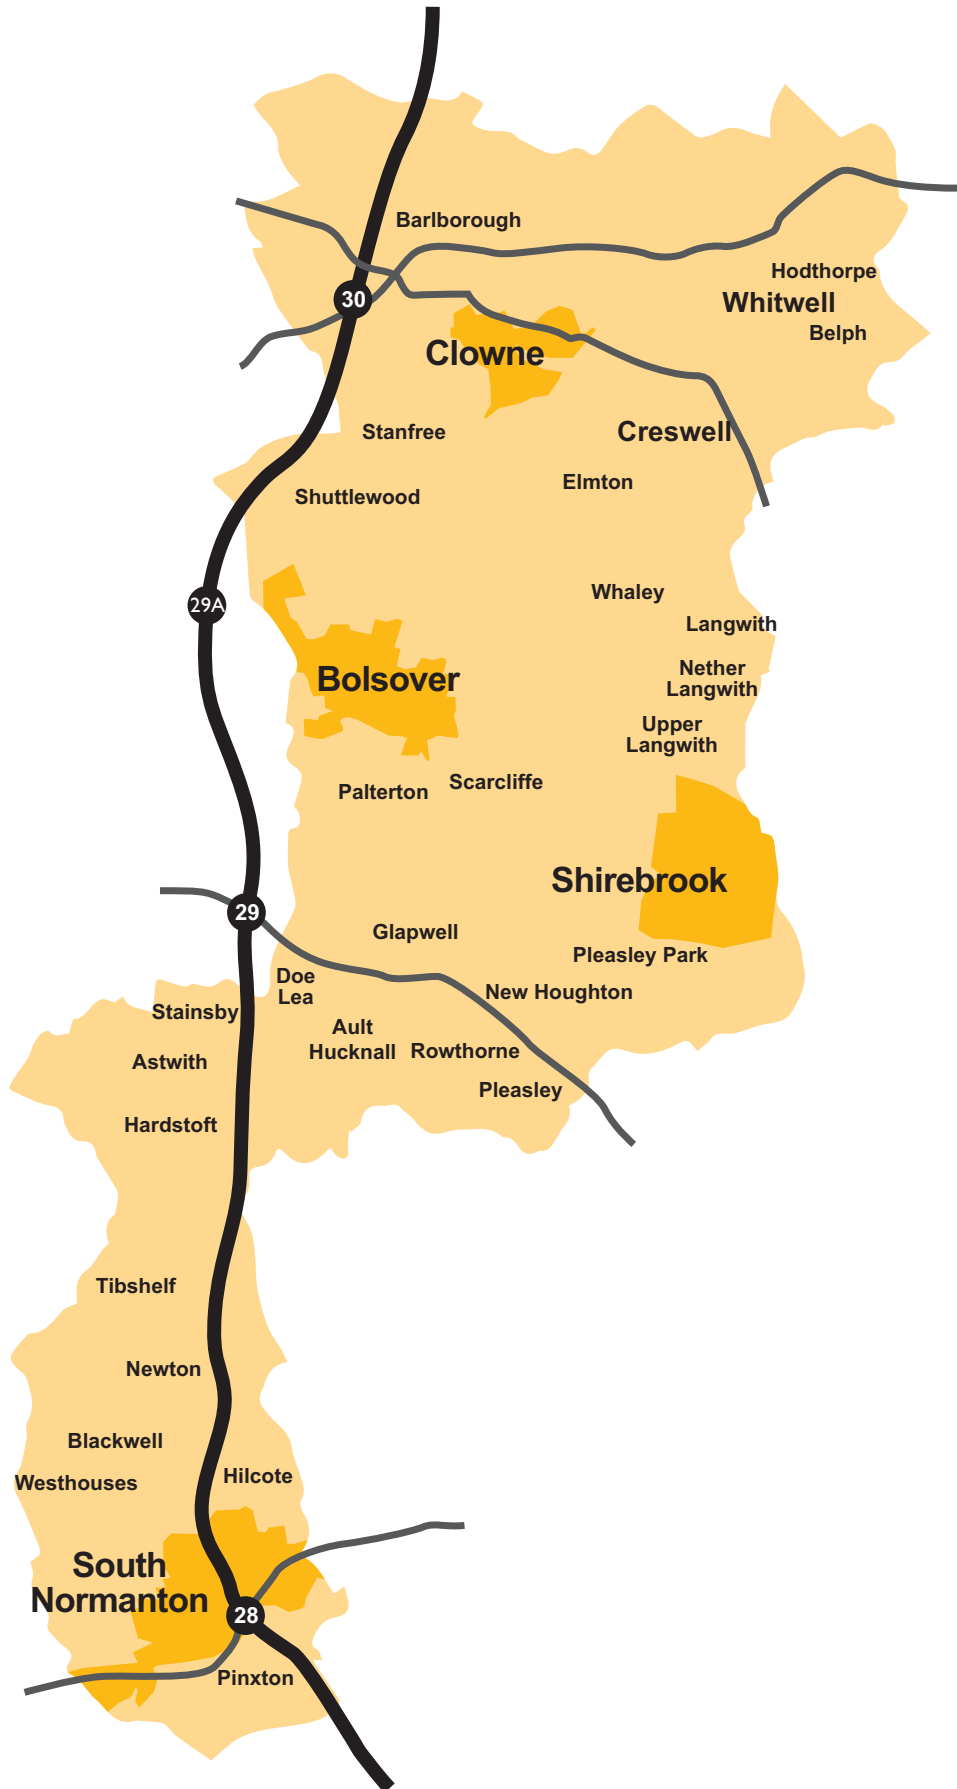 Barlborough
Hodthorpe
Whitwell
30
Belph
Clowne
Stanfree
Creswell
Elmton
Shuttlewood
Whaley
29A
Langwith
Nether
Langwith
Bolsover
Upper
Langwith
Scarcliffe
Palterton
Shirebrook
29
Glapwell
Pleasley Park
Doe
Lea
New Houghton
Stainsby
Ault
Hucknall
Rowthorne
Astwith
Pleasley
Hardstoft
Tibshelf
Newton
Blackwell
Hilcote
Westhouses
South
Normanton
28
Pinxton